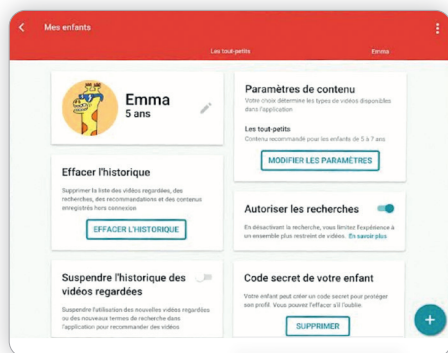 Mes enfants
Les tout-petits
Emma
Emma
5 ans
Effacer l'historique
Supprimer la liste des vidéos regardées, des
recherches, des recommandations et des contenus
enregistrés hors connexion
EFFACER L'HISTORIQUE
Suspendre l'historique des
vidéos regardées
Suspendre l'utilisation des nouvelles vidéos regardées
ou des nouveaux termes de recherche dans
l'application pour recommander des vidéos
Paramètres de contenu
Votre choix détermine les types de vidéos disponibles
dans l'application
Les tout-petits
Contenu recommandé pour les enfants de 5 à 7 ans
MODIFIER LES PARAMÈTRES
Autoriser les recherches
En désactivant la recherche, vous limitez l'expérience à
un ensemble plus restreint de vidéos. En savoir plus
Code secret de votre enfant
Votre enfant peut créer un code secret pour protéger
son profil. Vous pouvez l'effacer s'il l'oublie.
SUPPRIMER